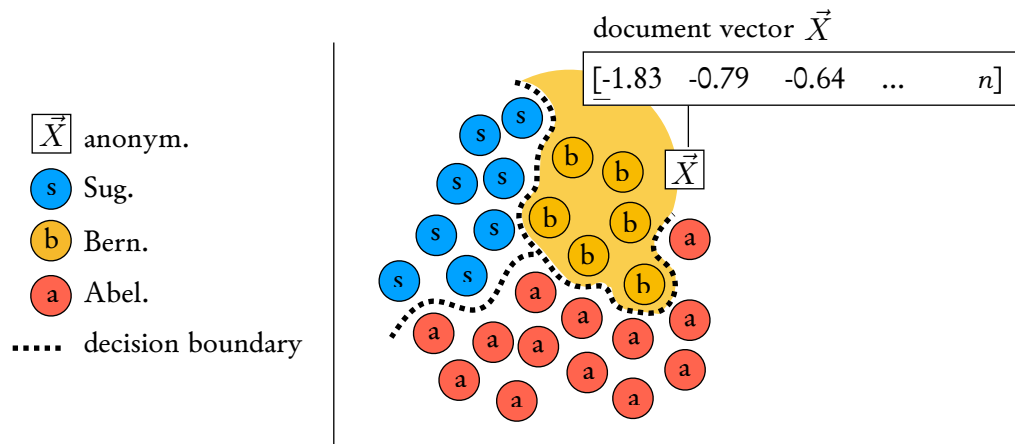 document vector X⃗
[-1.83 -0.79 -0.64 ... n]
X⃗ anonym.
s Sug.
b Bern.
a Abel.
decision boundary
s
s
s
s
s
s
s
s
b
b
b
b
b
b
X⃗
a
a
a
a
a
a
a
a
a
a
a
a
a